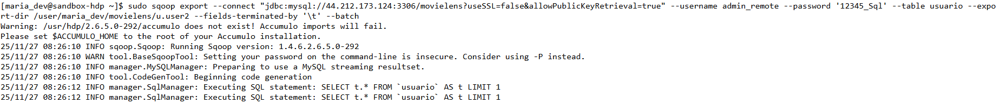 [maria_dev@sandbox-hdp ~]$ sudo sqoop export --connect "jdbc:mysql://44.212.173.124:3306/movielens?useSSL=false&allowPublicKeyRetrieval=true" --username admin_remote --password '12345_Sql' --table usuario --expo
rt-dir /user/maria_dev/movielens/u.user2 --fields-terminated-by '\t' --batch
Warning: /usr/hdp/2.6.5.0-292/accumulo does not exist! Accumulo imports will fail.
Please set $ACCUMULO_HOME to the root of your Accumulo installation.
25/11/27 08:26:10 INFO sqoop.Sqoop: Running Sqoop version: 1.4.6.2.6.5.0-292
25/11/27 08:26:10 WARN tool.BaseSqoopTool: Setting your password on the command-line is insecure. Consider using -P instead.
25/11/27 08:26:10 INFO manager.MySQLManager: Preparing to use a MySQL streaming resultset.
25/11/27 08:26:10 INFO tool.CodeGenTool: Beginning code generation
25/11/27 08:26:12 INFO manager.SqlManager: Executing SQL statement: SELECT t.* FROM `usuario` AS t LIMIT 1
25/11/27 08:26:12 INFO manager.SqlManager: Executing SQL statement: SELECT t.* FROM `usuario` AS t LIMIT 1